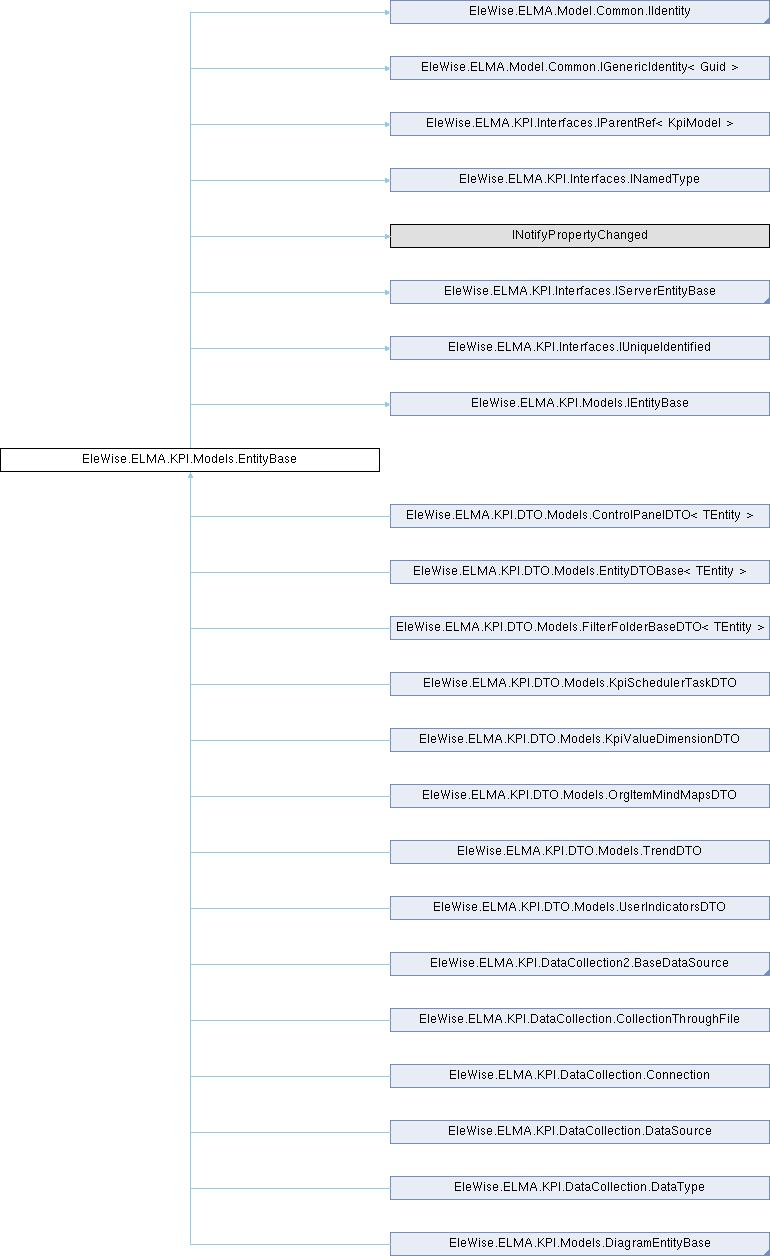 EleWise.ELMA.Model.Common.IIdentity
EleWise.ELMA.Model.Common.IGenericIdentity< Guid >
EleWise.ELMA.KPI.Interfaces.IParentRef< KpiModel >
EleWise.ELMA.KPI.Interfaces.INamedType
INotifyPropertyChanged
EleWise.ELMA.KPI.Interfaces.IServerEntityBase
EleWise.ELMA.KPI.Interfaces.IUniqueIdentified
EleWise.ELMA.KPI.Models.IEntityBase
EleWise.ELMA.KPI.Models.EntityBase
EleWise.ELMA.KPI.DTO.Models.ControlPanelDTO< TEntity >
EleWise.ELMA.KPI.DTO.Models.EntityDTOBase< TEntity >
EleWise.ELMA.KPI.DTO.Models.FilterFolderBaseDTO< TEntity >
EleWise.ELMA.KPI.DTO.Models.KpiSchedulerTaskDTO
EleWise.ELMA.KPI.DTO.Models.KpiValueDimensionDTO
EleWise.ELMA.KPI.DTO.Models.OrgItemMindMapsDTO
EleWise.ELMA.KPI.DTO.Models.TrendDTO
EleWise.ELMA.KPI.DTO.Models.UserIndicatorsDTO
EleWise.ELMA.KPI.DataCollection2.BaseDataSource
EleWise.ELMA.KPI.DataCollection.CollectionThroughFile
EleWise.ELMA.KPI.DataCollection.Connection
EleWise.ELMA.KPI.DataCollection.DataSource
EleWise.ELMA.KPI.DataCollection.DataType
EleWise.ELMA.KPI.Models.DiagramEntityBase